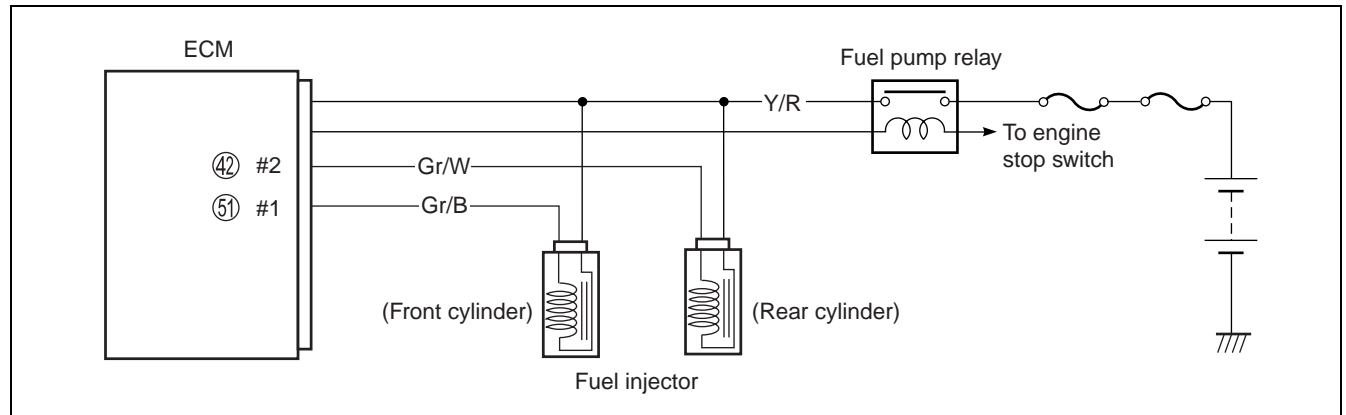 ECM
Fuel pump relay
Y/R
To engine
stop switch
㊷ #2
Gr/W
�51 #1
Gr/B
(Front cylinder)
(Rear cylinder)
Fuel injector